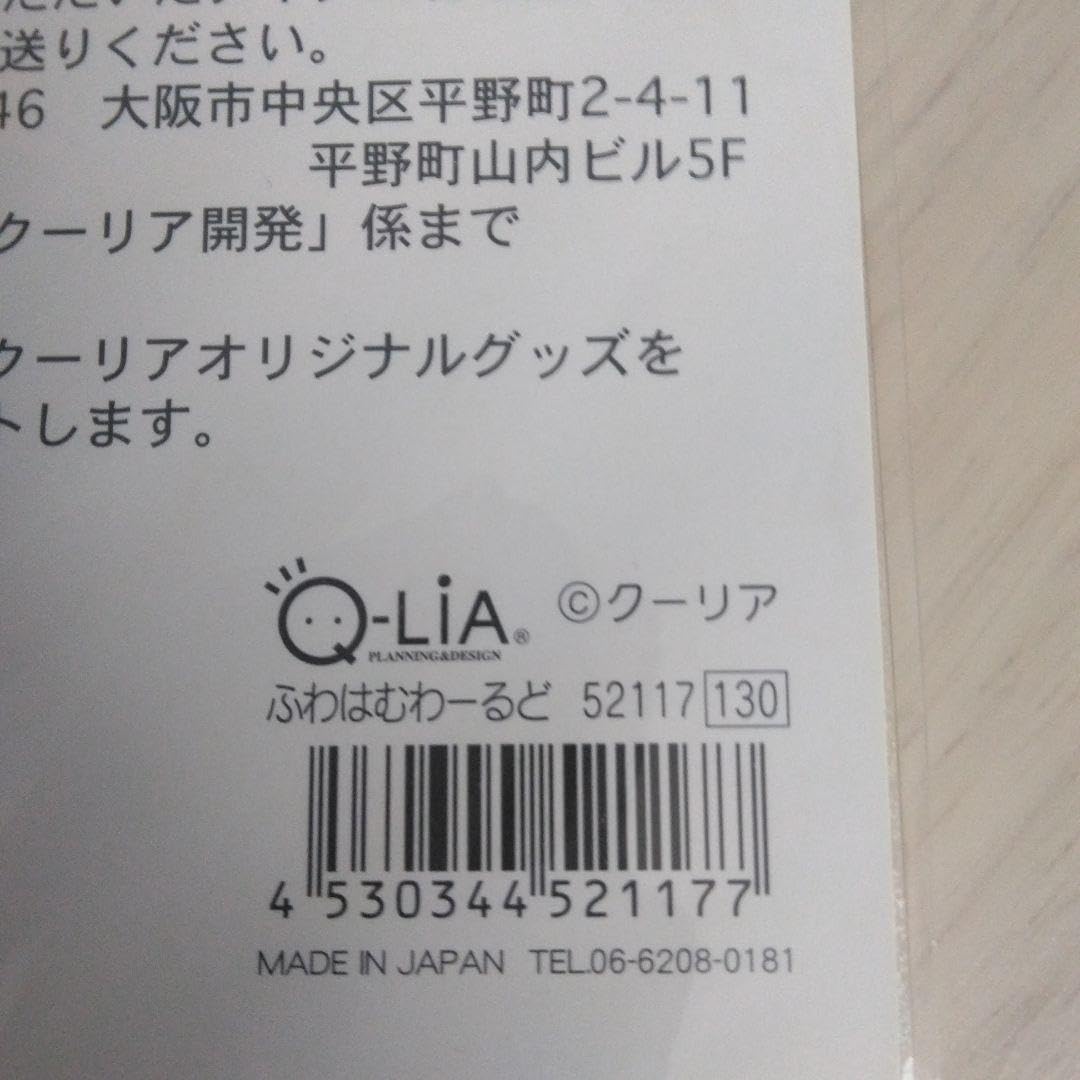 送りください。
46 大阪市中央区平野町2-4-11
平野町山内ビル5F
クーリア開発」係まで
クーリアオリジナルグッズを
トします。
Q-LiA® ©クーリア
PLANNING&DESIGN
ふわはむわーるど 52117 130
4 530344 521177
MADE IN JAPAN TEL.06-6208-0181